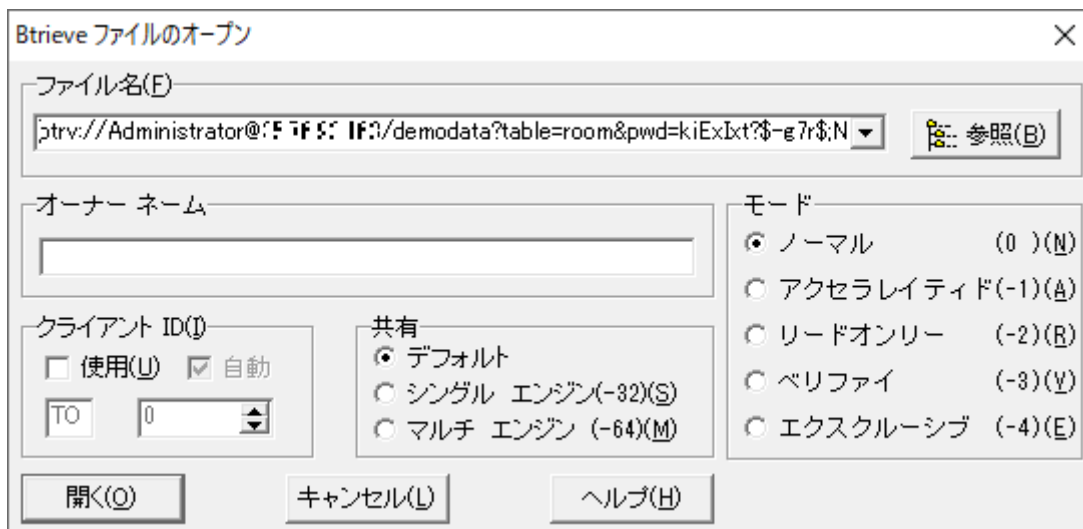 Btrieve ファイルのオープン
ファイル名(F)
btrv://Administrator@ /demodata?table=room&pwd=kiExIxt?$-g7r$;N
参照(B)
オーナー ネーム
モード
ノーマル (0 )(N)
アクセラレイティド(-1)(A)
リードオンリー (-2)(R)
ベリファイ (-3)(V)
エクスクルーシブ (-4)(E)
クライアント ID(I)
使用(U) 自動
TO 0
共有
デフォルト
シングル エンジン(-32)(S)
マルチ エンジン (-64)(M)
開く(O) キャンセル(L) ヘルプ(H)